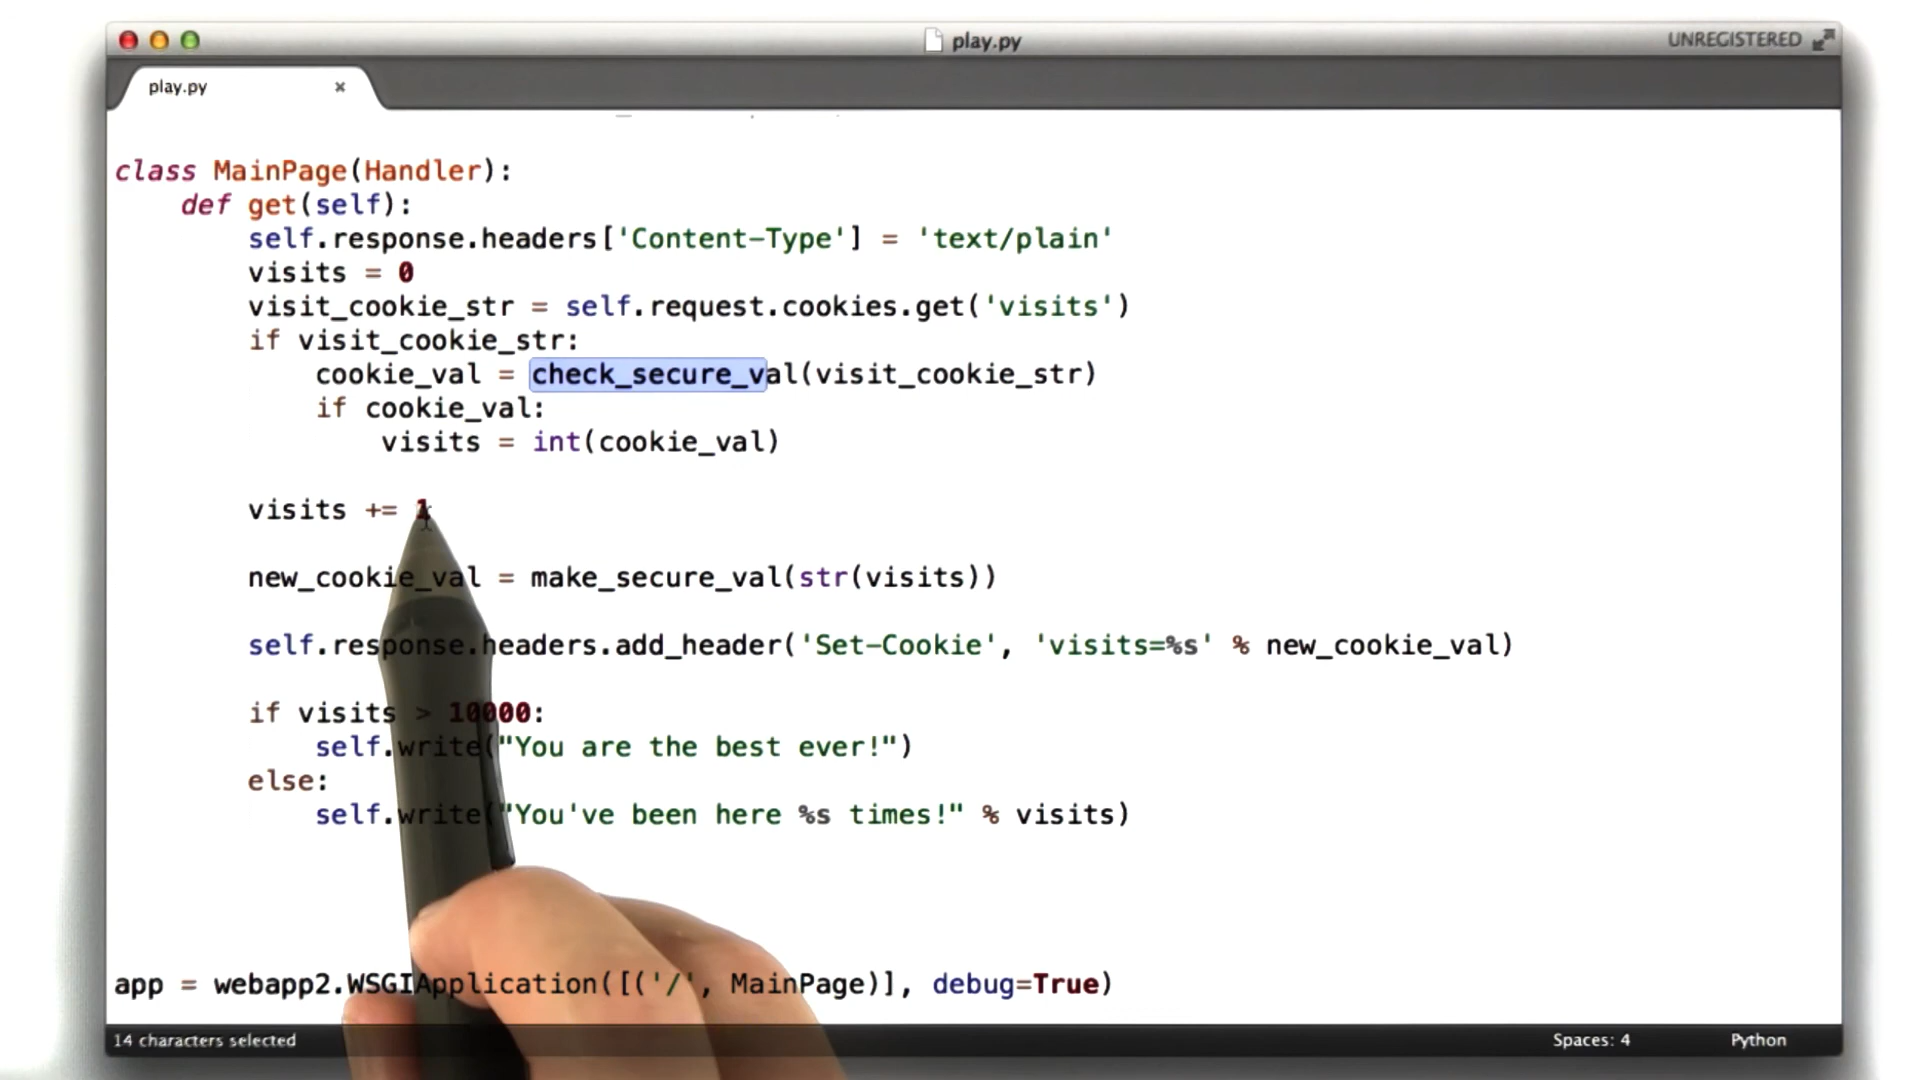 play.py
UNREGISTERED
play.py
class MainPage(Handler):
def get(self):
self.response.headers['Content-Type'] = 'text/plain'
visits = 0
visit_cookie_str = self.request.cookies.get('visits')
if visit_cookie_str:
cookie_val = check_secure_val(visit_cookie_str)
if cookie_val:
visits = int(cookie_val)
visits += 1
new_cookie_val = make_secure_val(str(visits))
self.response.headers.add_header('Set-Cookie', 'visits=%s' % new_cookie_val)
if visits > 10000:
self.write("You are the best ever!")
else:
self.write("You've been here %s times!" % visits)
app = webapp2.WSGIApplication([('/', MainPage)], debug=True)
14 characters selected
Spaces: 4
Python